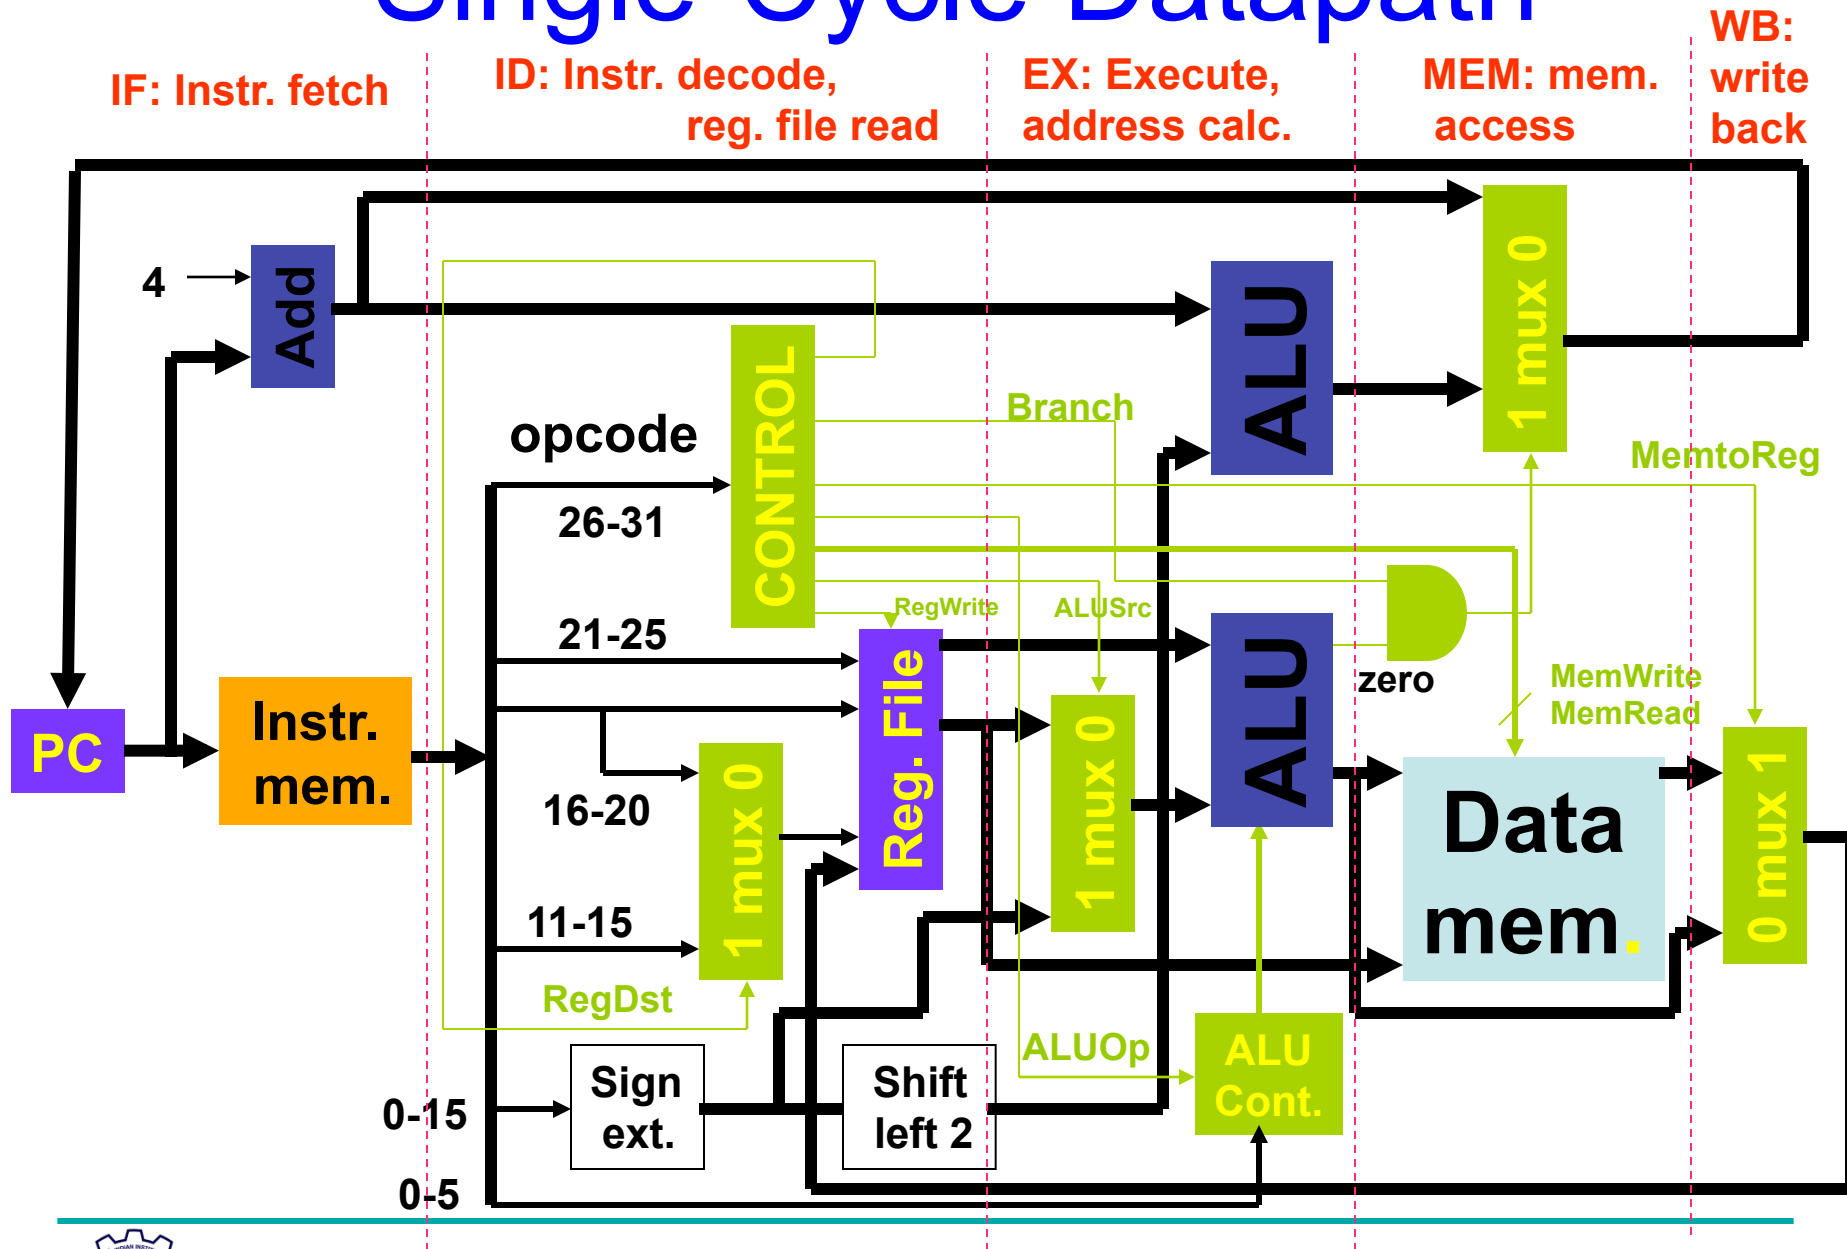 Single Cycle Datapath
IF: Instr. fetch
ID: Instr. decode,
reg. file read
EX: Execute,
address calc.
MEM: mem.
access
WB:
write
back
4
Add
ALU
1 mux 0
CONTROL
opcode
26-31
Branch
MemtoReg
21-25
RegWrite
ALUSrc
zero
MemWrite
MemRead
PC
Instr.
mem.
16-20
1 mux 0
Reg. File
1 mux 0
ALU
Data
mem.
0 mux 1
11-15
RegDst
ALUOp
ALU
Cont.
Sign
ext.
Shift
left 2
0-15
0-5